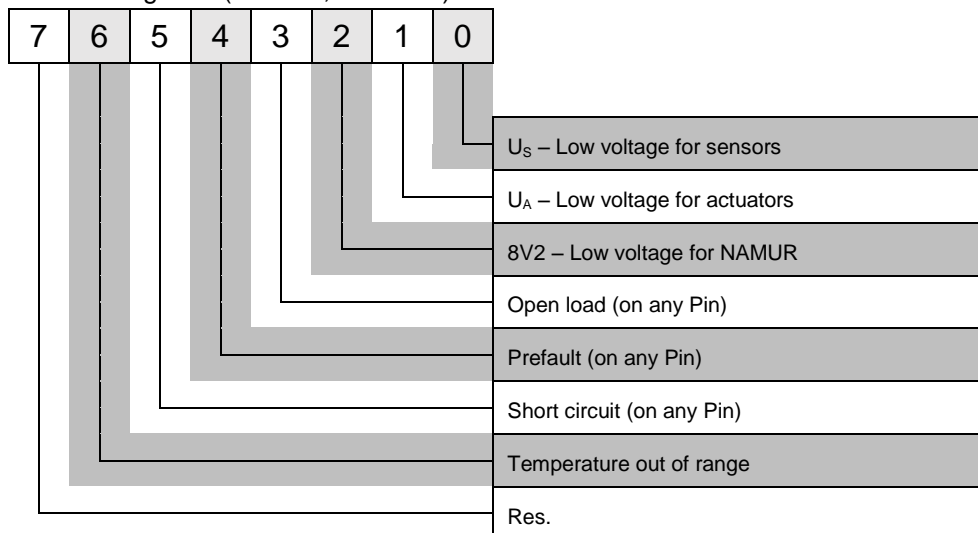 7 6 5 4 3 2 1 0
Us – Low voltage for sensors
UA – Low voltage for actuators
8V2 – Low voltage for NAMUR
Open load (on any Pin)
Prefault (on any Pin)
Short circuit (on any Pin)
Temperature out of range
Res.